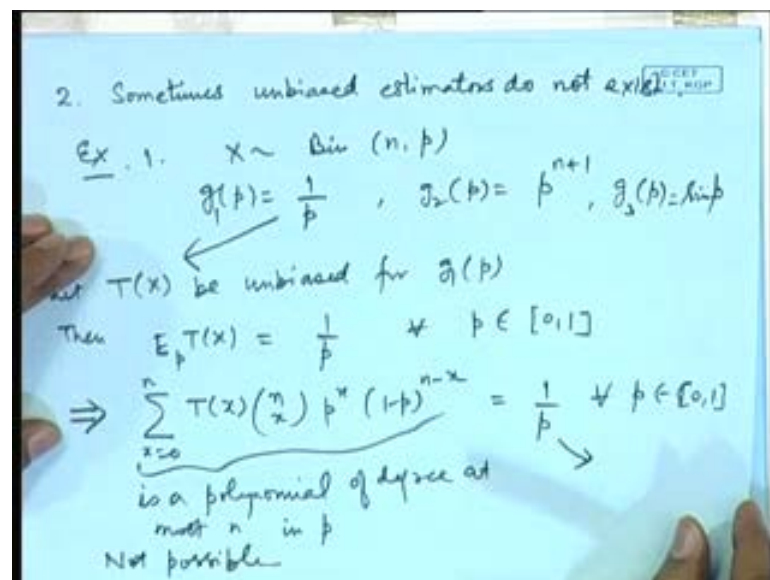 2. Sometimes unbiased estimators do not exist.
Ex. 1. X ~ Bin (n, p)
g₁(p) = 1/p , g₂(p) = p^{n+1}, g₃(p) = sin p
Let T(X) be unbiased for g₁(p)
Then E_p T(X) = 1/p ∀ p ∈ [0,1]
⇒ ∑_{x=0}^{n} T(x) (n x) p^x (1-p)^{n-x} = 1/p ∀ p ∈ [0,1]
is a polynomial of degree at
most n in p
Not possible